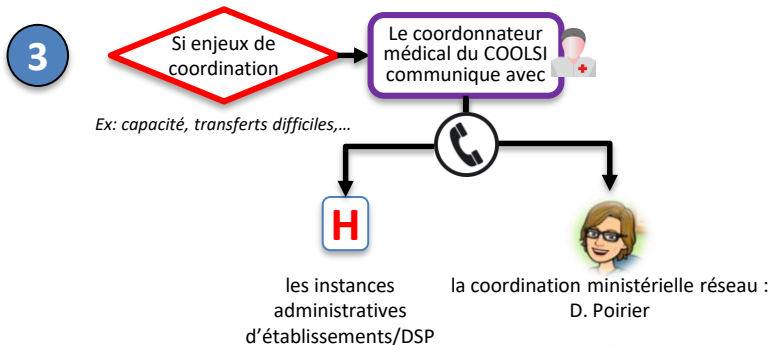 3
Si enjeux de
coordination
Le coordonnateur
médical du COOLSI
communique avec
Ex: capacité, transferts difficiles,...
H
les instances
administratives
d'établissements/DSP
la coordination ministérielle réseau :
D. Poirier